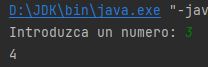 D:\JDK\bin\java.exe "-jav
Introduzca un numero: 3
4